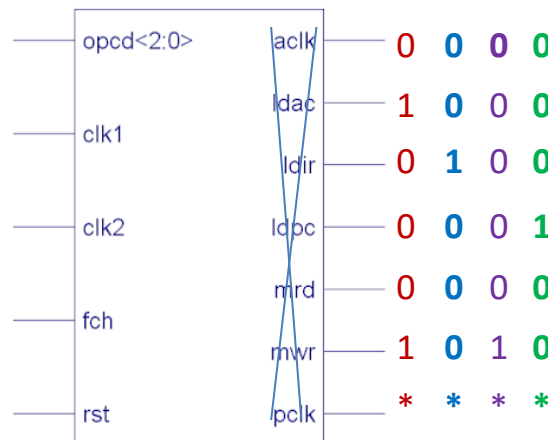 opcd<2:0> aclk 0 0 0 0
ldac 1 0 0 0
clk1
ldir 0 1 0 0
clk2 ldpc 0 0 0 1
mrd 0 0 0 0
fch
mwr 1 0 1 0
rst pclk * * * *